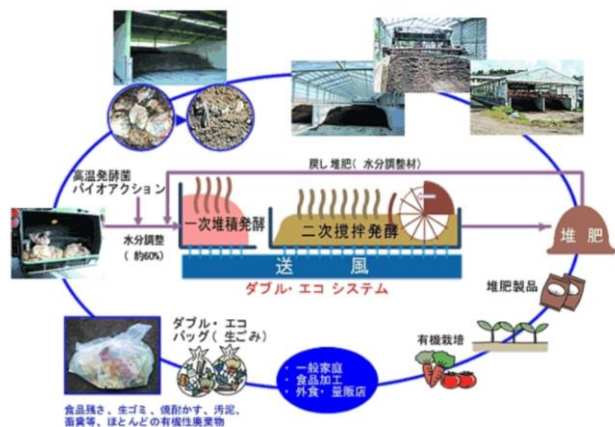 戻し堆肥( 水分調整材)
高温発酵菌
バイオアクション
水分調整
( 約60%)
一次堆積発酵
二次撹拌発酵
堆 肥
送 風
ダブル・エコ システム
堆肥製品
ダブル・エコ
バッグ( 生ごみ)
有機栽培
・一般家庭
・食品加工
・外食・量販店
食品残さ、生ゴミ、焼酎かす、汚泥、
畜糞等、ほとんどの有機性廃棄物